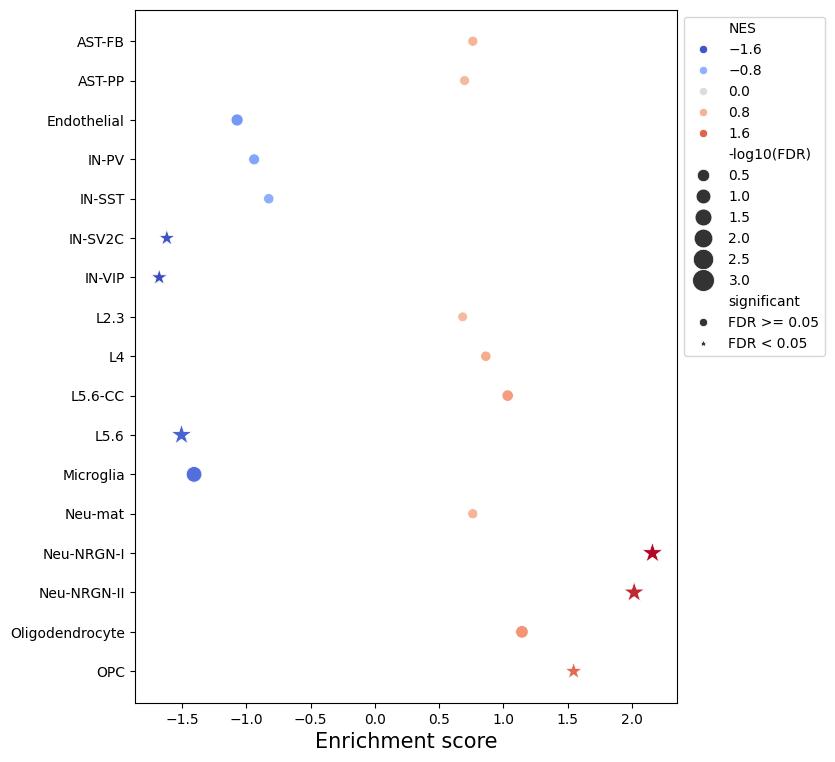 AST-FB
AST-PP
Endothelial
IN-PV
IN-SST
IN-SV2C
IN-VIP
L2.3
L4
L5.6-CC
L5.6
Microglia
Neu-mat
Neu-NRGN-I
Neu-NRGN-II
Oligodendrocyte
OPC
−1.5 −1.0 −0.5 0.0 0.5 1.0 1.5 2.0
Enrichment score
NES
−1.6
−0.8
0.0
0.8
1.6
-log10(FDR)
0.5
1.0
1.5
2.0
2.5
3.0
significant
FDR >= 0.05
FDR < 0.05